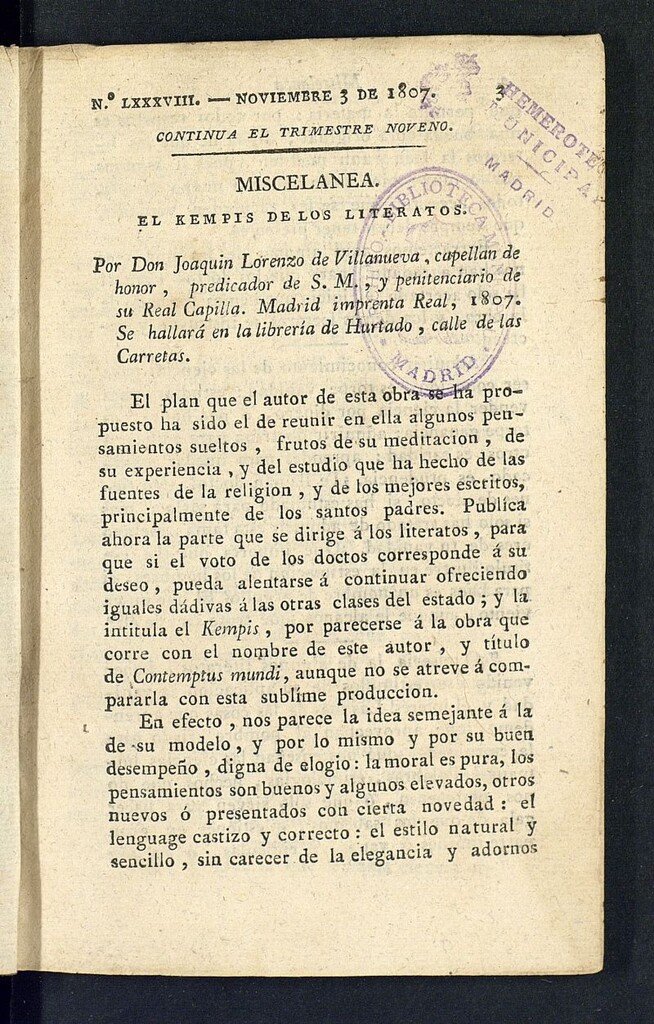 N.º LXXXVIII. — NOVIEMBRE 3 DE 1807. 3
CONTINUA EL TRIMESTRE NOVENO.
MISCELANEA.
EL KEMPIS DE LOS LITERATOS.
Por Don Joaquin Lorenzo de Villanueva, capellan de
honor, predicador de S. M., y penitenciario de
su Real Capilla. Madrid imprenta Real, 1807.
Se hallará en la librería de Hurtado, calle de las
Carretas.
El plan que el autor de esta obra se ha pro-
puesto ha sido el de reunir en ella algunos pen-
samientos sueltos, frutos de su meditacion, de
su experiencia, y del estudio que ha hecho de las
fuentes de la religion, y de los mejores escritos,
principalmente de los santos padres. Publica
ahora la parte que se dirige á los literatos, para
que si el voto de los doctos corresponde á su
deseo, pueda alentarse á continuar ofreciendo
iguales dádivas á las otras clases del estado; y la
intitula el Kempis, por parecerse á la obra que
corre con el nombre de este autor, y título
de Contemptus mundi, aunque no se atreve á com-
pararla con esta sublime produccion.
En efecto, nos parece la idea semejante á la
de su modelo, y por lo mismo y por su buen
desempeño, digna de elogio: la moral es pura, los
pensamientos son buenos y algunos elevados, otros
nuevos ó presentados con cierta novedad: el
lenguage castizo y correcto: el estilo natural y
sencillo, sin carecer de la elegancia y adornos
HEMEROTE
MUNICIPA
MADRID
BIBLIOTECA
MADRID